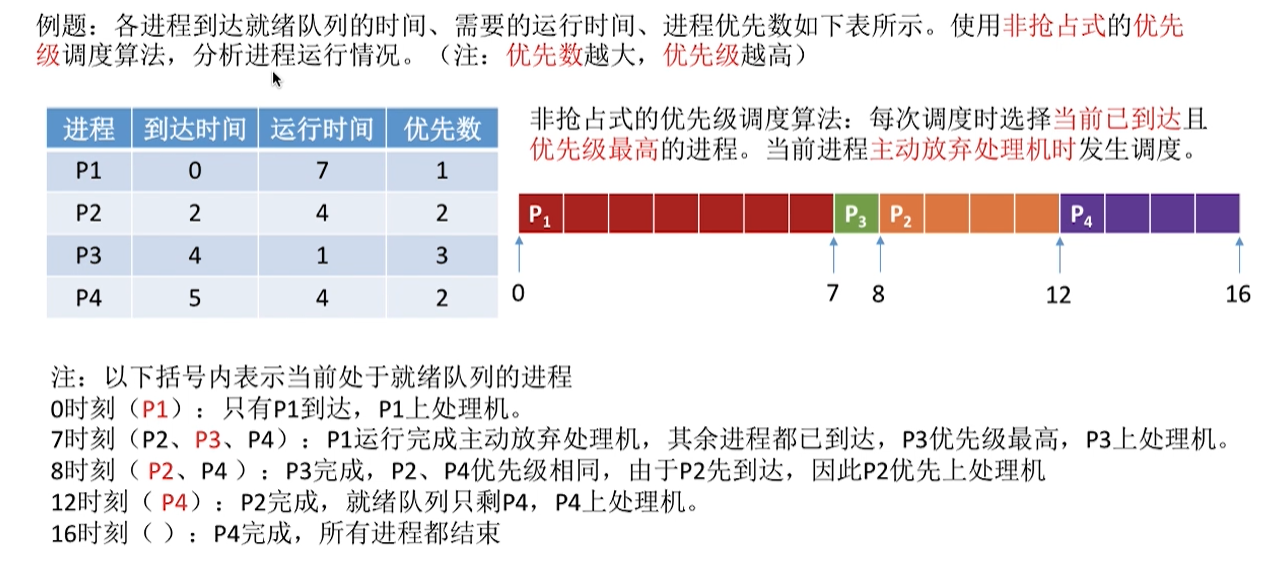 例题：各进程到达就绪队列的时间、需要的运行时间、进程优先数如下表所示。使用非抢占式的优先
级调度算法，分析进程运行情况。（注：优先数越大，优先级越高）
进程 到达时间 运行时间 优先数
P1 0 7 1
P2 2 4 2
P3 4 1 3
P4 5 4 2
非抢占式的优先级调度算法：每次调度时选择当前已到达且
优先级最高的进程。当前进程主动放弃处理机时发生调度。
P1 P3 P2 P4
0 7 8 12 16
注：以下括号内表示当前处于就绪队列的进程
0时刻（P1）：只有P1到达，P1上处理机。
7时刻（P2、P3、P4）：P1运行完成主动放弃处理机，其余进程都已到达，P3优先级最高，P3上处理机。
8时刻（ P2、P4 ）：P3完成，P2、P4优先级相同，由于P2先到达，因此P2优先上处理机
12时刻（ P4）：P2完成，就绪队列只剩P4，P4上处理机。
16时刻（ ）：P4完成，所有进程都结束